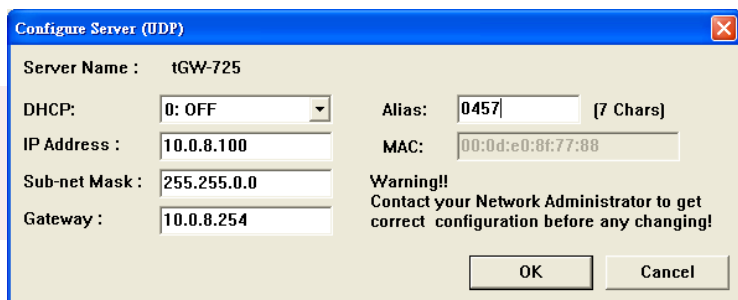 Configure Server (UDP)
Server Name : tGW-725
DHCP: 0: OFF
Alias: 0457 (7 Chars)
IP Address : 10.0.8.100
MAC: 00:0d:e0:8f:77:88
Sub-net Mask : 255.255.0.0
Gateway : 10.0.8.254
Warning!!
Contact your Network Administrator to get
correct configuration before any changing!
OK
Cancel